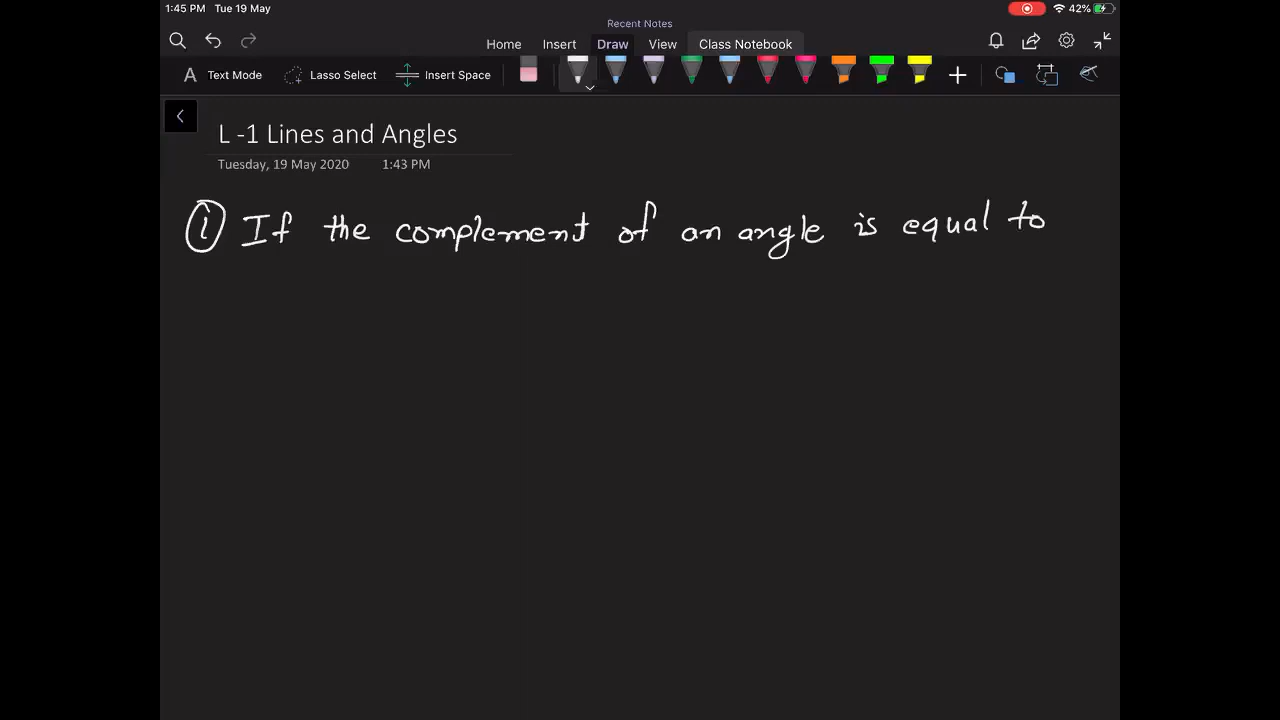 1:45 PM Tue 19 May
42%
Recent Notes
Home Insert Draw View Class Notebook
A Text Mode Lasso Select Insert Space
L -1 Lines and Angles
Tuesday, 19 May 2020 1:43 PM
① If the complement of an angle is equal to